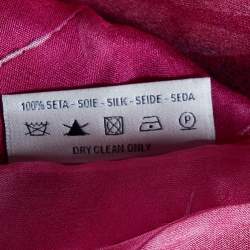 100% SETA - SOIE - SILK - SEIDE - SEDA
P
DRY CLEAN ONLY